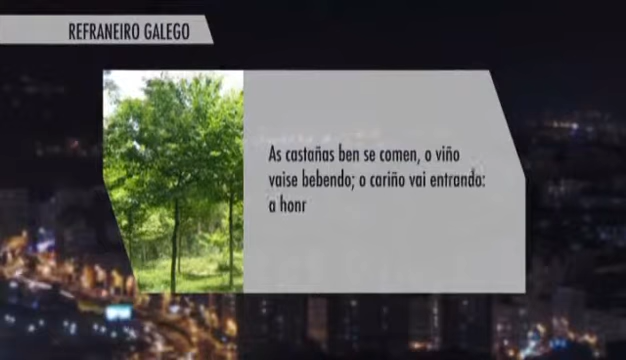 REFRANEIRO GALEGO
As castañas ben se comen, o viño
vaise bebendo; o cariño vai entrando:
a honr